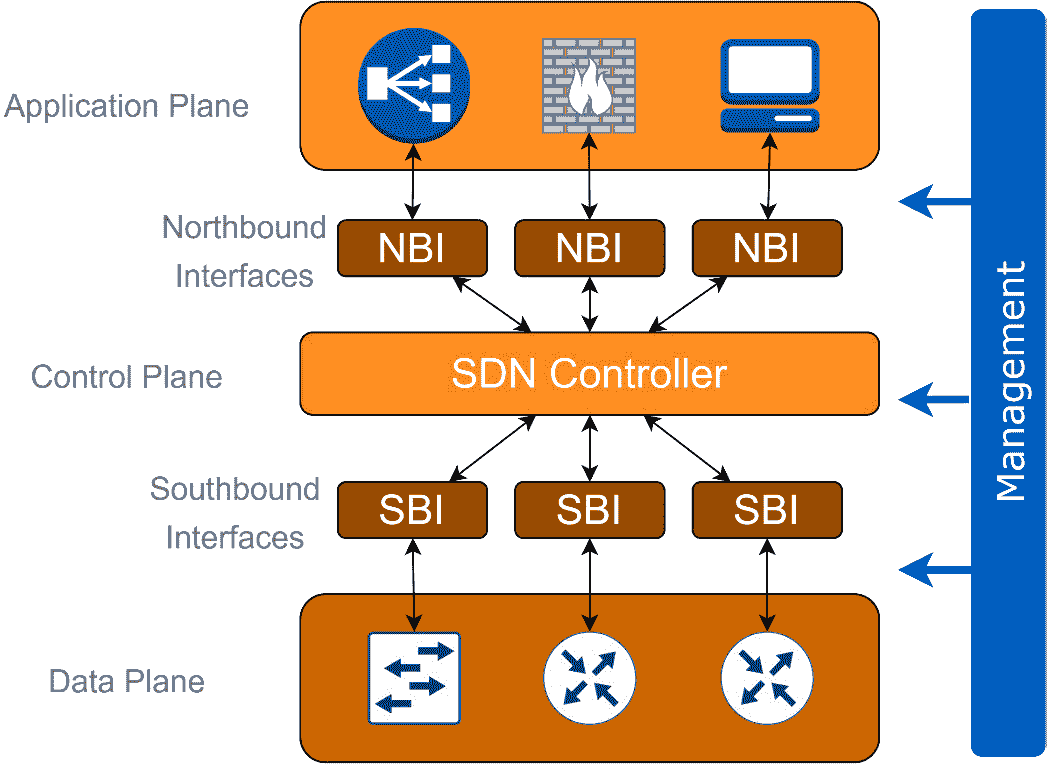 Application Plane
Northbound
Interfaces
NBI
NBI
NBI
Control Plane
SDN Controller
Southbound
Interfaces
SBI
SBI
SBI
Data Plane
Management